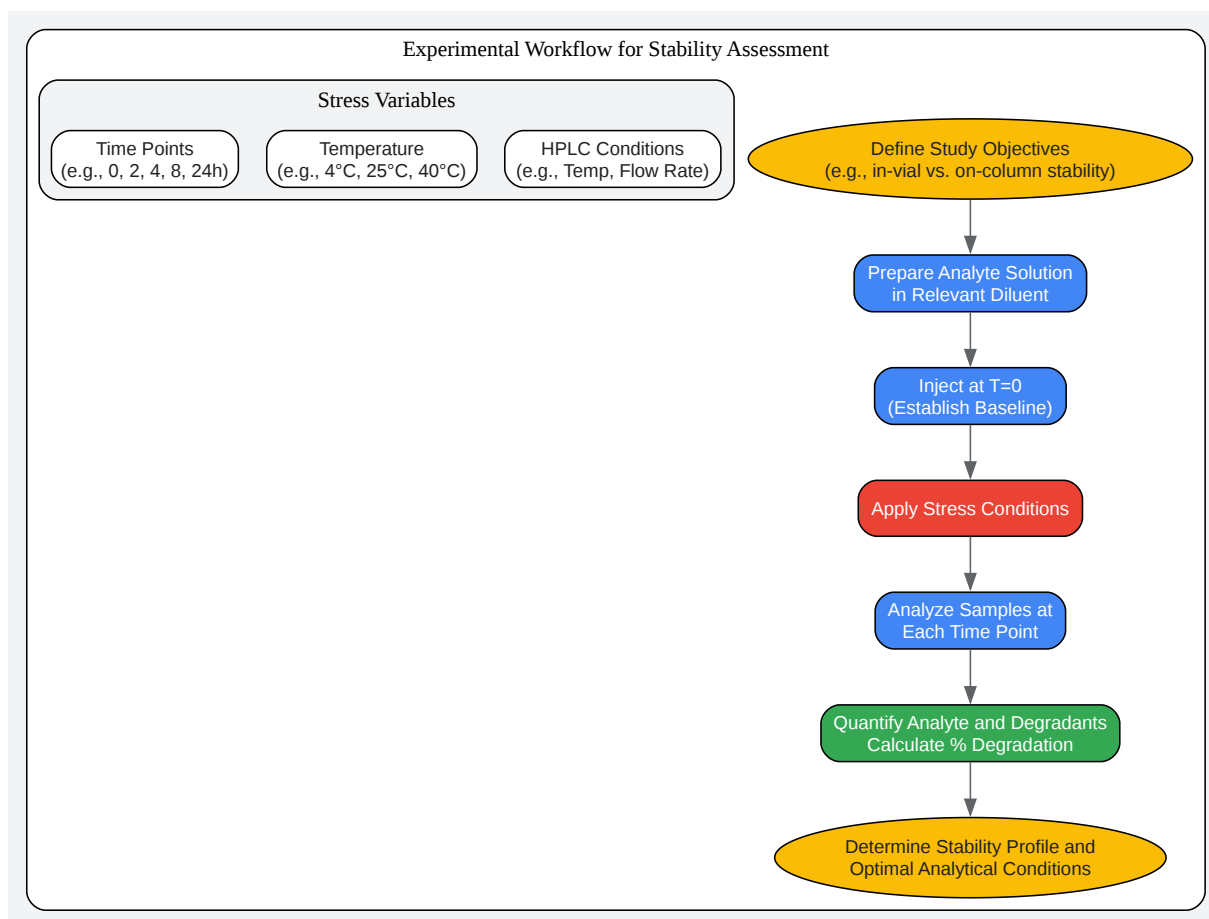 Experimental Workflow for Stability Assessment
Stress Variables
Time Points
(e.g., 0, 2, 4, 8, 24h)
Temperature
(e.g., 4°C, 25°C, 40°C)
HPLC Conditions
(e.g., Temp, Flow Rate)
Define Study Objectives
(e.g., in-vial vs. on-column stability)
Prepare Analyte Solution
in Relevant Diluent
Inject at T=0
(Establish Baseline)
Apply Stress Conditions
Analyze Samples at
Each Time Point
Quantify Analyte and Degradants
Calculate % Degradation
Determine Stability Profile and
Optimal Analytical Conditions